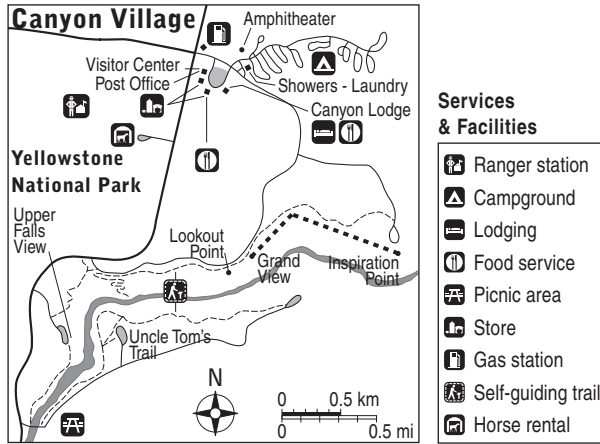 Canyon Village
Amphitheater
Visitor Center
Post Office
Showers - Laundry
Canyon Lodge
Yellowstone
National Park
Upper
Falls
View
Lookout
Point
Grand
View
Inspiration
Point
Uncle Tom's
Trail
N
0 0.5 km
0 0.5 mi
Services
& Facilities
Ranger station
Campground
Lodging
Food service
Picnic area
Store
Gas station
Self-guiding trail
Horse rental